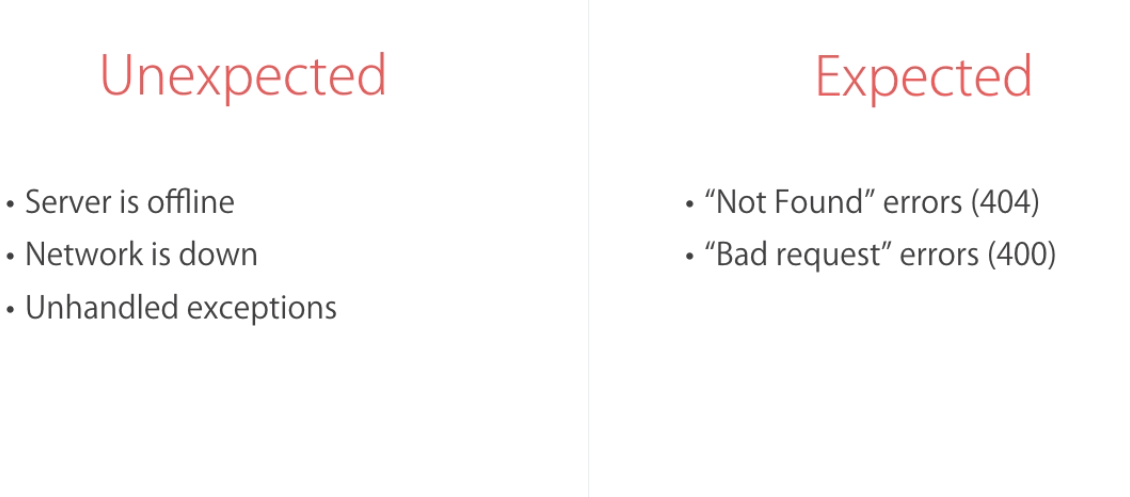 Unexpected
• Server is offline
• Network is down
• Unhandled exceptions
Expected
• “Not Found” errors (404)
• “Bad request” errors (400)